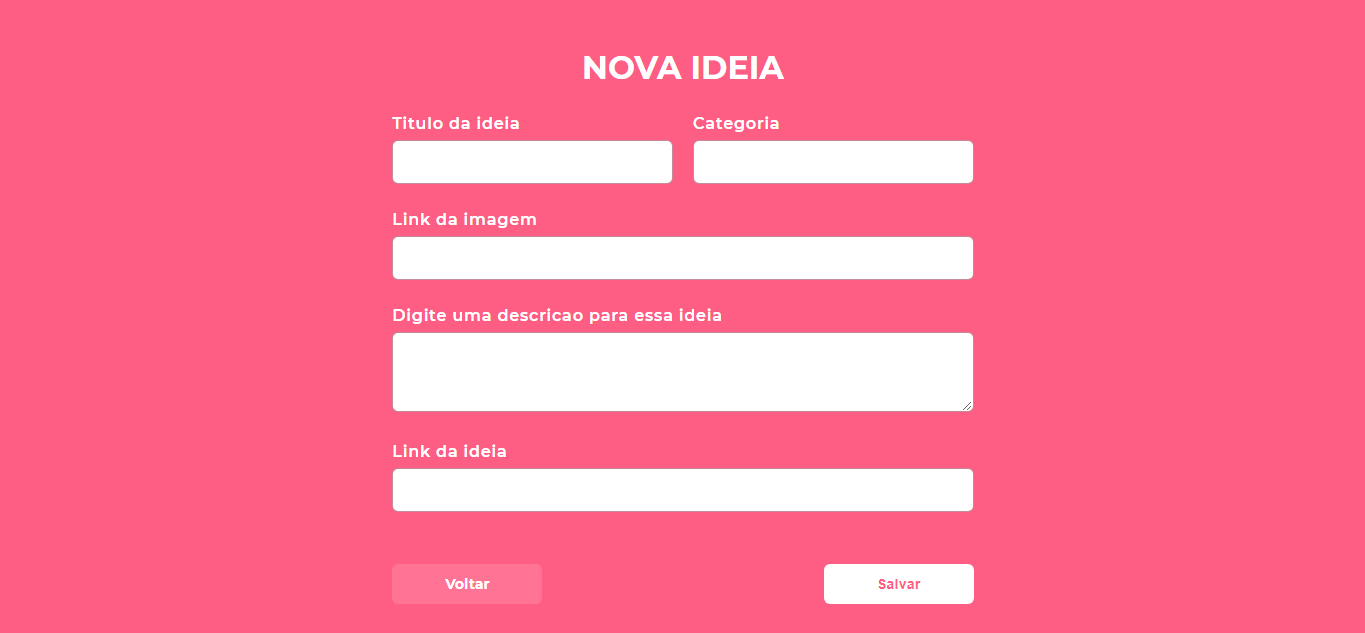 NOVA IDEIA
Titulo da ideia
Categoria
Link da imagem
Digite uma descricao para essa ideia
Link da ideia
Voltar
Salvar